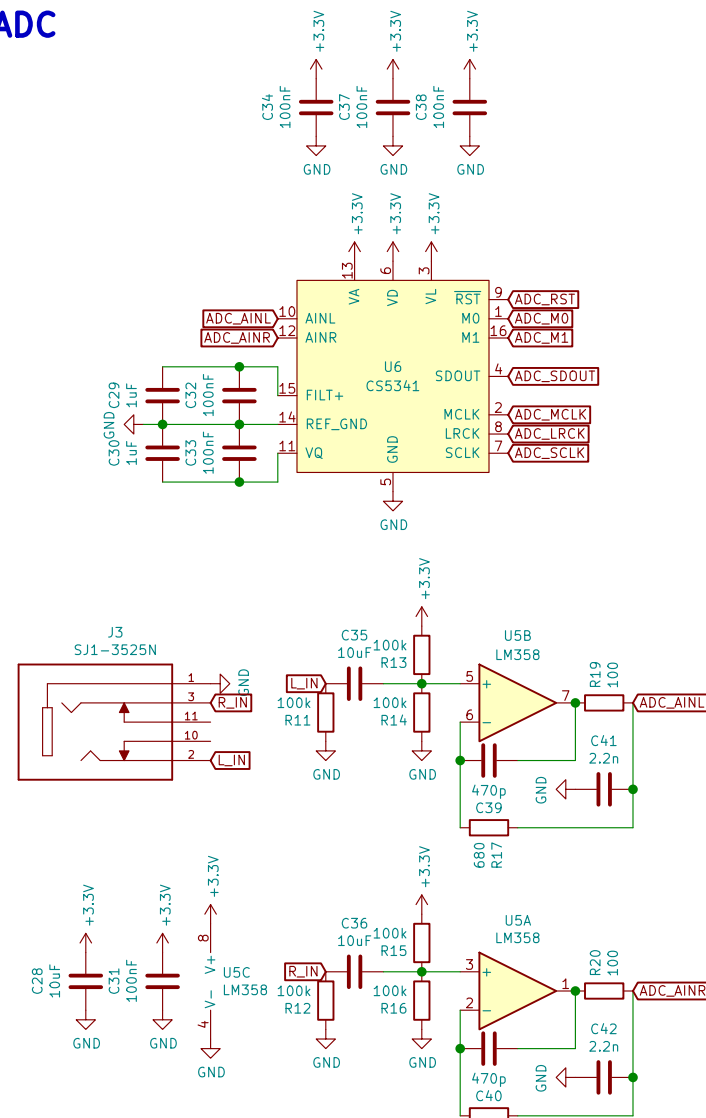 ADC
+3.3V +3.3V +3.3V
C34 100nF C37 100nF C38 100nF
GND GND GND
+3.3V +3.3V +3.3V
13 6 3
VA VD VL
ADC_AINL 10 AINL
ADC_AINR 12 AINR
RST 9 ADC_RST
M0 1 ADC_M0
M1 16 ADC_M1
U6
CS5341
SDOUT 4 ADC_SDOUT
C29 1uF C32 100nF
15 FILT+
GND 14 REF_GND
MCLK 2 ADC_MCLK
LRCK 8 ADC_LRCK
C30 1uF C33 100nF
11 VQ GND SCLK 7 ADC_SCLK
5
GND
J3
SJ1-3525N
1 GND
3 R_IN
11
10
2 L_IN
+3.3V
C35
10uF
100k
R13
U5B
LM358
L_IN
100k
R11
100k
R14
5 +
6 −
7
R19 100
ADC_AINL
GND GND
C41
2.2n
GND
470p
C39
680 R17
+3.3V +3.3V +3.3V
C28 10uF C31 100nF
8 V+
U5C
LM358
V− 4
GND GND GND
+3.3V
C36
10uF
100k
R15
U5A
LM358
R_IN
100k
R12
100k
R16
3 +
2 −
1
R20 100
ADC_AINR
GND GND
C42
2.2n
GND
470p
C40